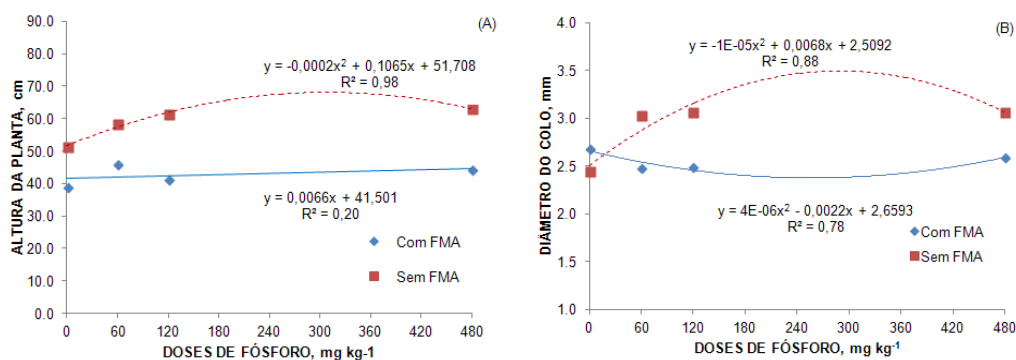 (A)
ALTURA DA PLANTA, cm
90.0
80.0
70.0
60.0
50.0
40.0
30.0
20.0
10.0
0.0
y = -0,0002x² + 0,1065x + 51,708
R² = 0,98
y = 0,0066x + 41,501
R² = 0,20
Com FMA
Sem FMA
0 60 120 180 240 300 360 420 480
DOSES DE FÓSFORO, mg kg-1
(B)
DIÂMETRO DO COLO, mm
4.0
3.5
3.0
2.5
2.0
1.5
1.0
y = -1E-05x² + 0,0068x + 2,5092
R² = 0,88
y = 4E-06x² - 0,0022x + 2,6593
R² = 0,78
Com FMA
Sem FMA
0 60 120 180 240 300 360 420 480
DOSES DE FÓSFORO, mg kg⁻¹